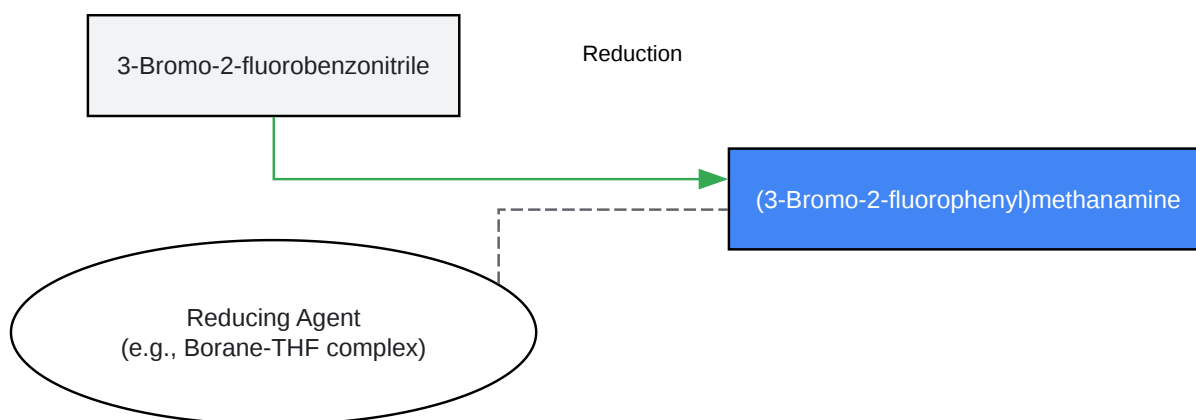 3-Bromo-2-fluorobenzonitrile
Reduction
(3-Bromo-2-fluorophenyl)methanamine
Reducing Agent
(e.g., Borane-THF complex)